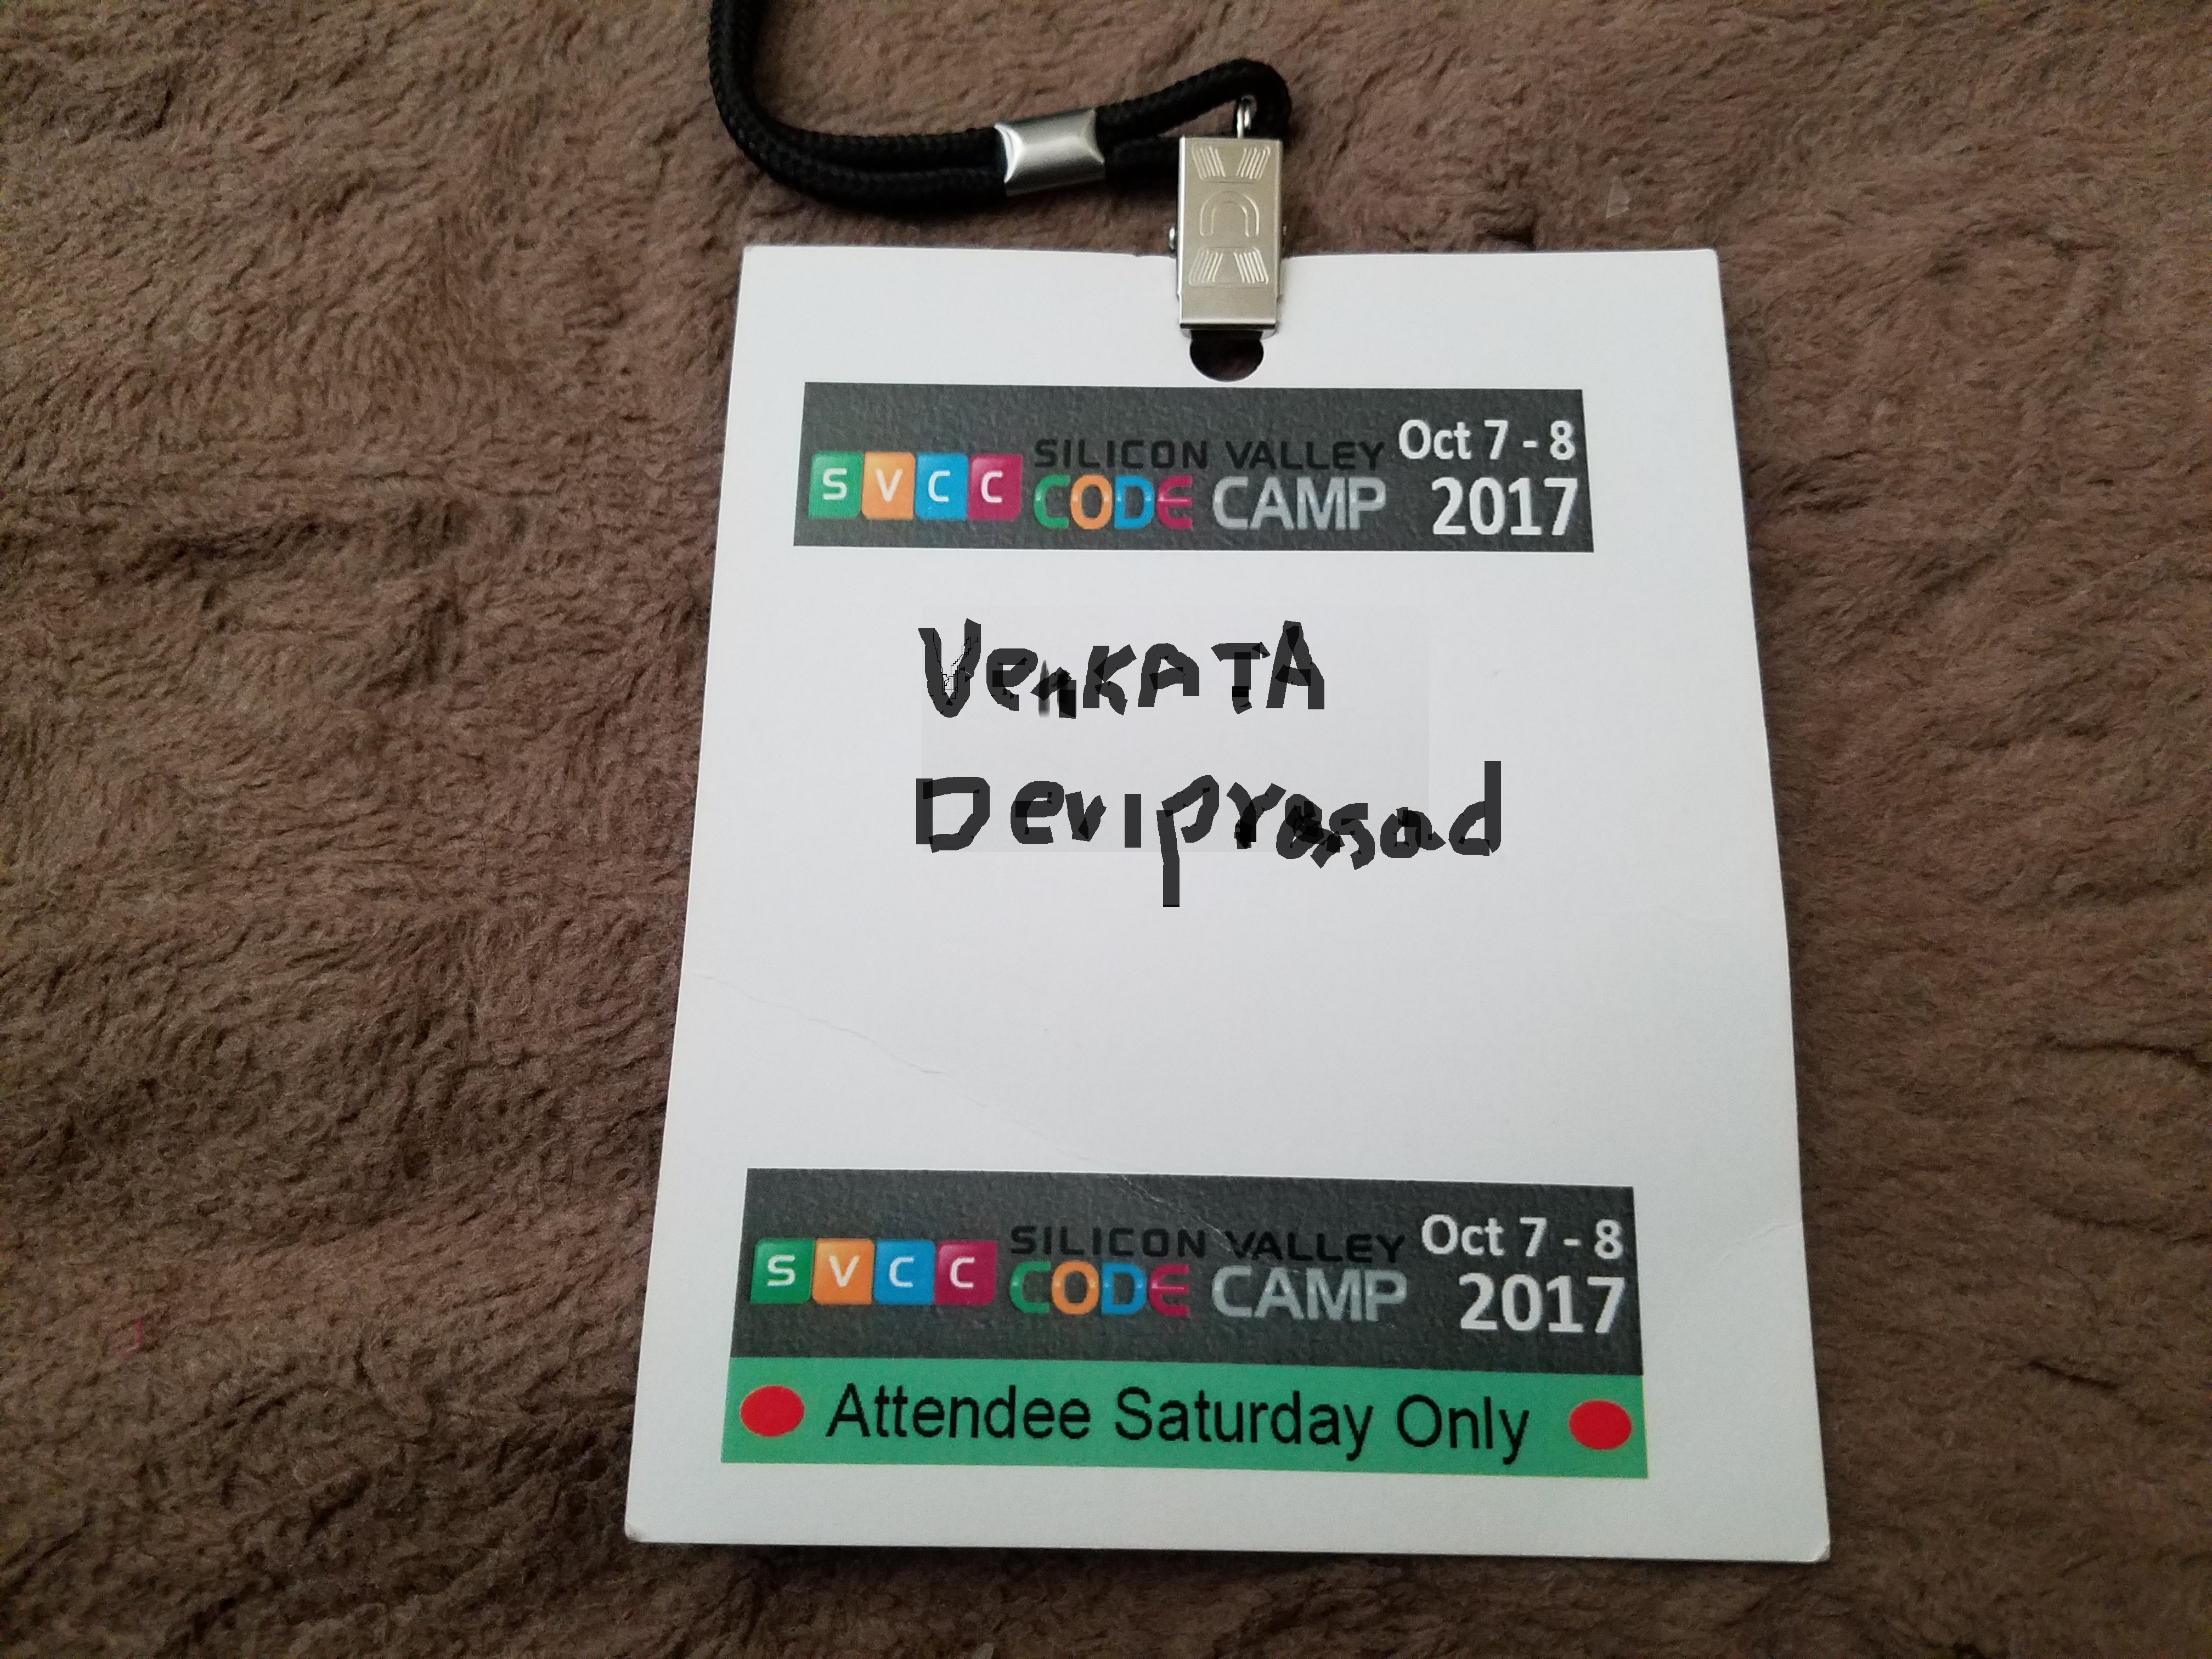 SVCC SILICON VALLEY CODE CAMP Oct 7 - 8 2017
VenKATA
Deviprasad
SVCC SILICON VALLEY CODE CAMP Oct 7 - 8 2017
Attendee Saturday Only